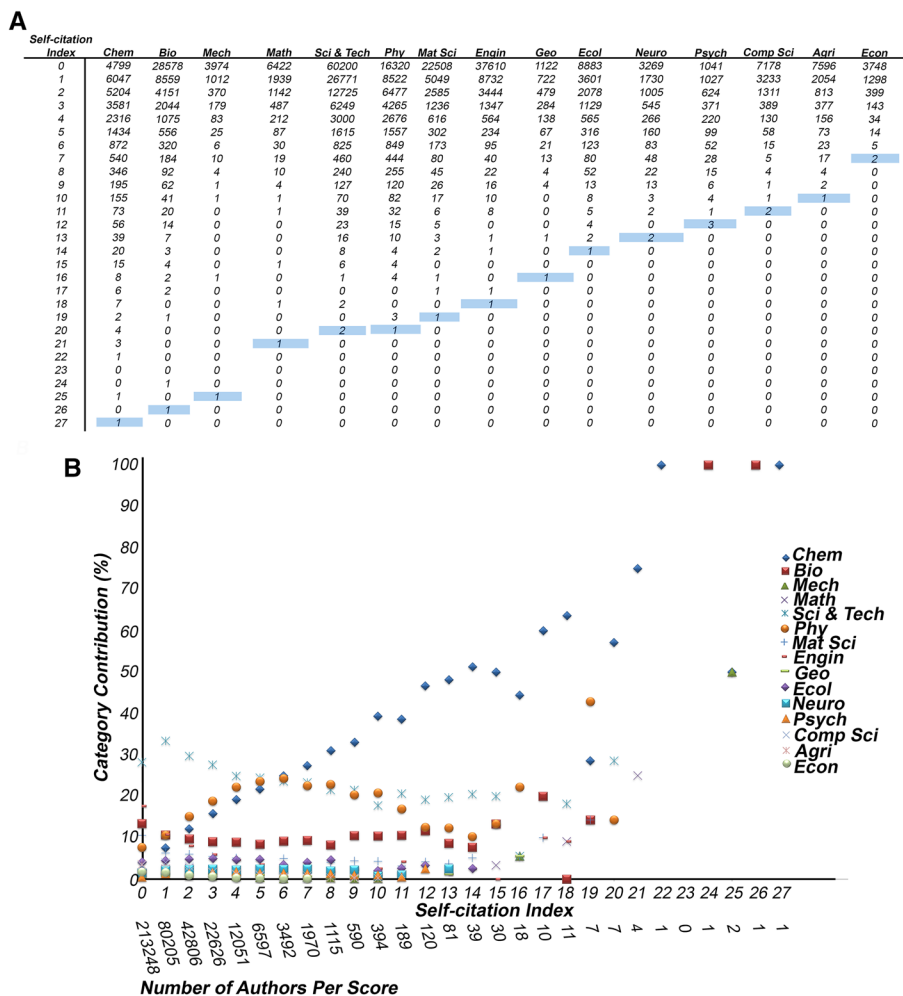 A
Self-citation
Index Chem Bio Mech Math Sci & Tech Phy Mat Sci Engin Geo Ecol Neuro Psych Comp Sci Agri Econ
0 4799 28578 3974 6422 60200 16320 22508 37610 1122 8883 3269 1041 7178 7596 3748
1 6047 8559 1012 1939 26771 8522 5049 8732 722 3601 1730 1027 3233 2054 1298
2 5204 4151 370 1142 12725 6477 2585 3444 479 2078 1005 624 1311 813 399
3 3581 2044 179 487 6249 4265 1236 1347 284 1129 545 371 389 377 143
4 2316 1075 83 212 3000 2676 616 564 138 565 266 220 130 156 34
5 1434 556 25 87 1615 1557 302 234 67 316 160 99 58 73 14
6 872 320 6 30 825 849 173 95 21 123 83 52 15 23 5
7 540 184 10 19 460 444 80 40 13 80 48 28 5 17 2
8 346 92 4 10 240 255 45 22 4 52 22 15 4 4 0
9 195 62 1 4 127 120 26 16 4 13 13 6 1 2 0
10 155 41 1 1 70 82 17 10 0 8 3 4 1 1 0
11 73 20 0 1 39 32 6 8 0 5 2 1 2 0 0
12 56 14 0 0 23 15 5 0 0 4 0 3 0 0 0
13 39 7 0 0 16 10 3 1 1 2 2 0 0 0 0
14 20 3 0 0 8 4 2 1 0 1 0 0 0 0 0
15 15 4 0 1 6 4 0 0 0 0 0 0 0 0 0
16 8 2 0 1 1 4 1 0 1 0 0 0 0 0 0
17 6 2 0 0 0 0 1 1 0 0 0 0 0 0 0
18 7 0 0 1 2 0 0 1 0 0 0 0 0 0 0
19 2 1 0 0 0 3 1 0 0 0 0 0 0 0 0
20 4 0 0 0 2 1 0 0 0 0 0 0 0 0 0
21 3 0 0 1 0 0 0 0 0 0 0 0 0 0 0
22 1 0 0 0 0 0 0 0 0 0 0 0 0 0 0
23 0 0 0 0 0 0 0 0 0 0 0 0 0 0 0
24 0 1 0 0 0 0 0 0 0 0 0 0 0 0 0
25 1 0 1 0 0 0 0 0 0 0 0 0 0 0 0
26 0 1 0 0 0 0 0 0 0 0 0 0 0 0 0
27 1 0 0 0 0 0 0 0 0 0 0 0 0 0 0
B
Category Contribution (%)
100
90
80
70
60
50
40
30
20
10
0
Chem
Bio
Mech
Math
Sci & Tech
Phy
Mat Sci
Engin
Geo
Ecol
Neuro
Psych
Comp Sci
Agri
Econ
0 1 2 3 4 5 6 7 8 9 10 11 12 13 14 15 16 17 18 19 20 21 22 23 24 25 26 27
Self-citation Index
213248 80205 42806 22626 12051 6597 3492 1970 1115 590 394 189 120 81 39 30 18 10 11 7 7 4 1 0 1 2 1 1
Number of Authors Per Score